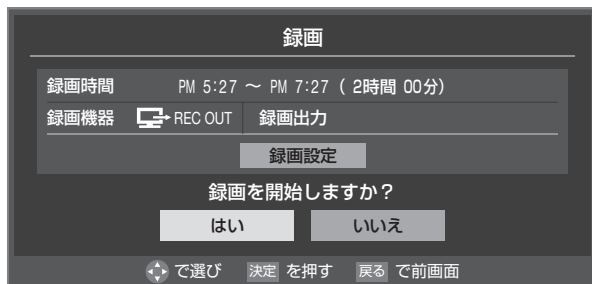 録画
録画時間 PM 5:27 ～ PM 7:27 ( 2時間 00分)
録画機器 REC OUT 録画出力
録画設定
録画を開始しますか？
はい いいえ
で選び 決定 を押す 戻る で前画面